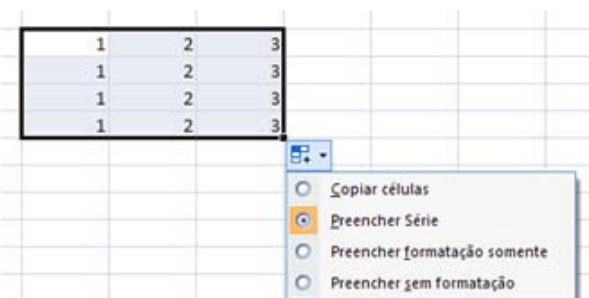 1 2 3
1 2 3
1 2 3
1 2 3
Copiar células
Preencher Série
Preencher formatação somente
Preencher sem formatação